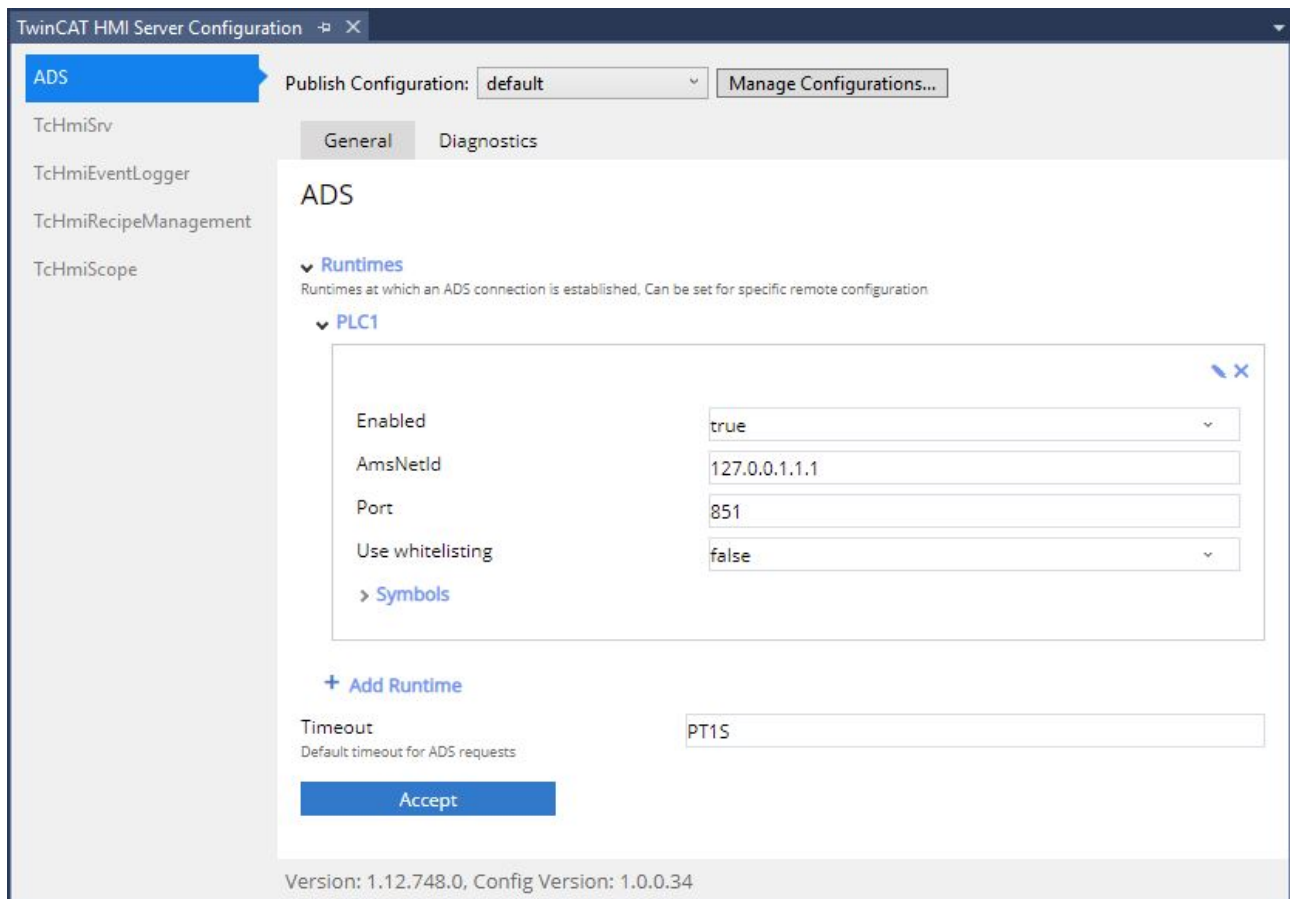 TwinCAT HMI Server Configuration
ADS
TcHmiSrv
TcHmiEventLogger
TcHmiRecipeManagement
TcHmiScope
Publish Configuration: default Manage Configurations...
General Diagnostics
ADS
Runtimes
Runtimes at which an ADS connection is established, Can be set for specific remote configuration
PLC1
Enabled true
AmsNetId 127.0.0.1.1.1
Port 851
Use whitelisting false
Symbols
+ Add Runtime
Timeout PT1S
Default timeout for ADS requests
Accept
Version: 1.12.748.0, Config Version: 1.0.0.34